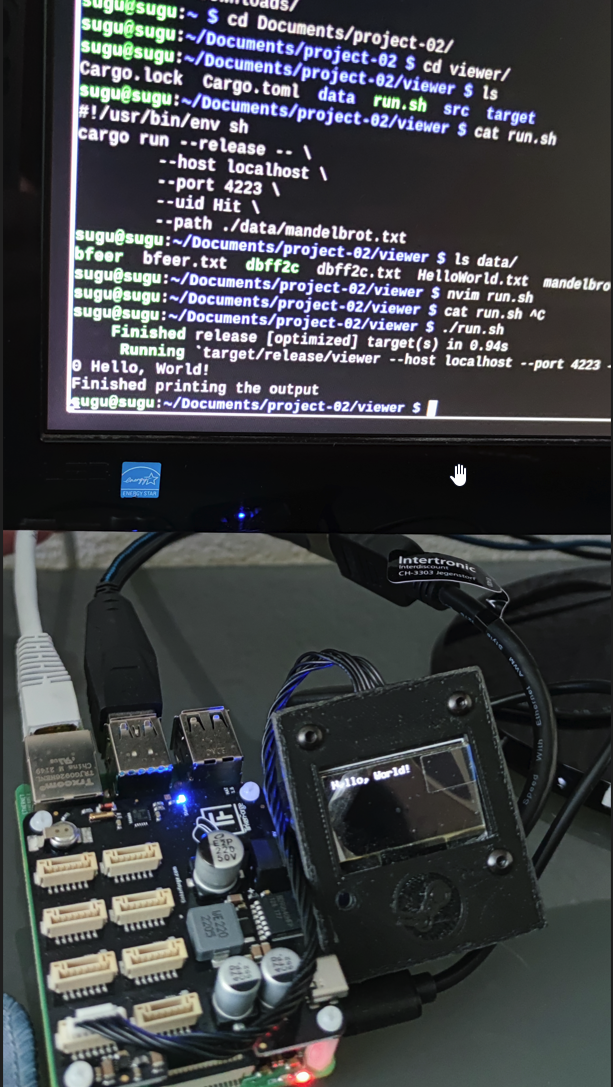 sugu@sugu:~ $ cd Documents/project-02/
sugu@sugu:~/Documents/project-02 $ cd viewer/
sugu@sugu:~/Documents/project-02/viewer $ ls
Cargo.lock Cargo.toml data run.sh src target
sugu@sugu:~/Documents/project-02/viewer $ cat run.sh
#!/usr/bin/env sh
cargo run --release -- \
--host localhost \
--port 4223 \
--uid Hit \
--path ./data/mandelbrot.txt
sugu@sugu:~/Documents/project-02/viewer $ ls data/
bfeer bfeer.txt dbff2c dbff2c.txt HelloWorld.txt mandelbro
sugu@sugu:~/Documents/project-02/viewer $ nvim run.sh
sugu@sugu:~/Documents/project-02/viewer $ cat run.sh ^C
sugu@sugu:~/Documents/project-02/viewer $ ./run.sh
Finished release [optimized] target(s) in 0.94s
Running `target/release/viewer --host localhost --port 4223
0 Hello, World!
Finished printing the output
sugu@sugu:~/Documents/project-02/viewer $
ENERGY STAR
Intertronic
Interdiscount
CH-3303 Jegenstorf
Hello, World!